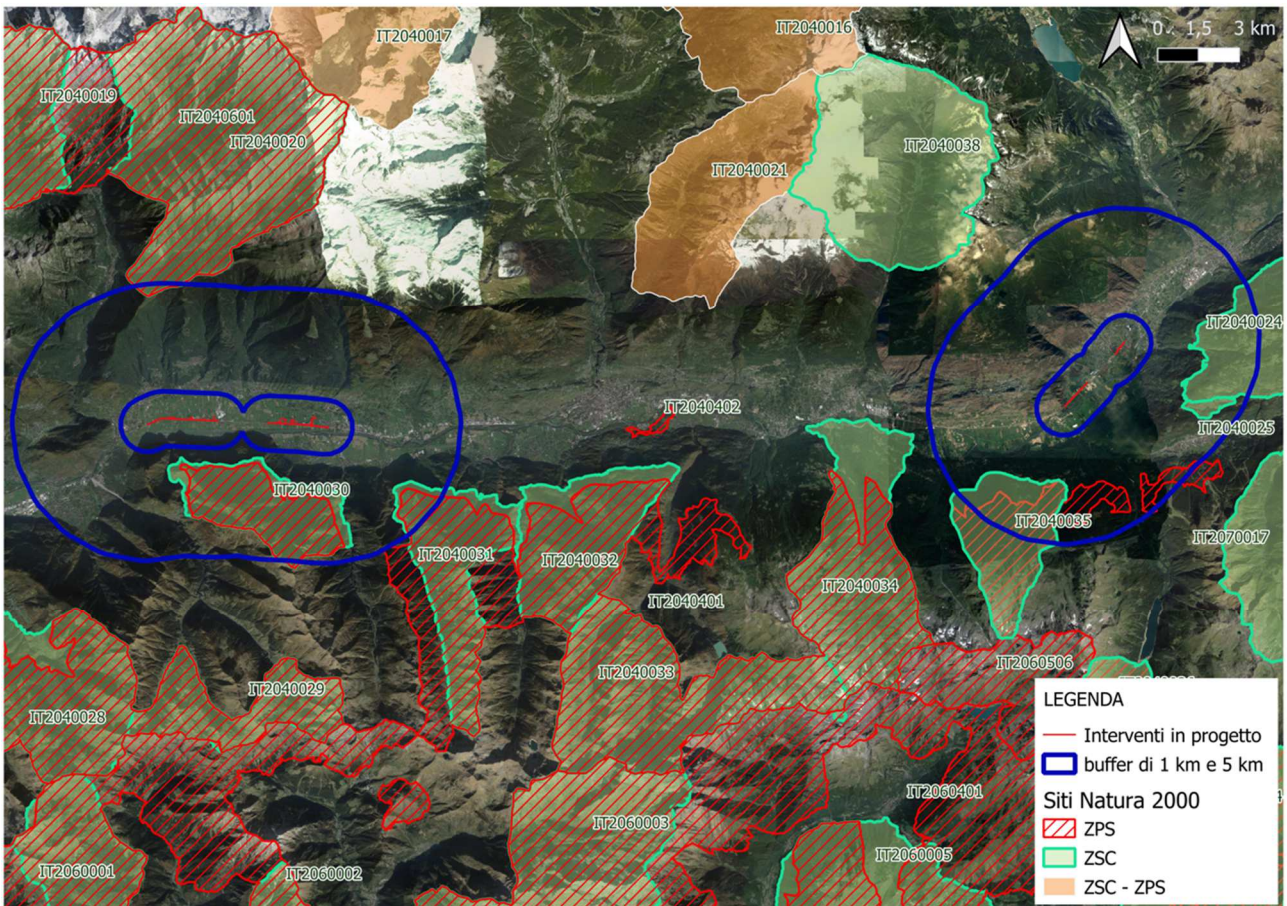 0 1,5 3 km
IT2040017
IT2040016
IT2040019
IT2040601
IT2040020
IT2040038
IT2040021
IT2040024
IT2040402
IT2040025
IT2040030
IT2040035
IT2070017
IT2040031
IT2040032
IT2040034
IT2040401
IT2060506
IT2040033
IT2040029
IT2040028
IT2060401
IT2060003
IT2060005
IT2060001
IT2060002
LEGENDA
Interventi in progetto
buffer di 1 km e 5 km
Siti Natura 2000
ZPS
ZSC
ZSC - ZPS